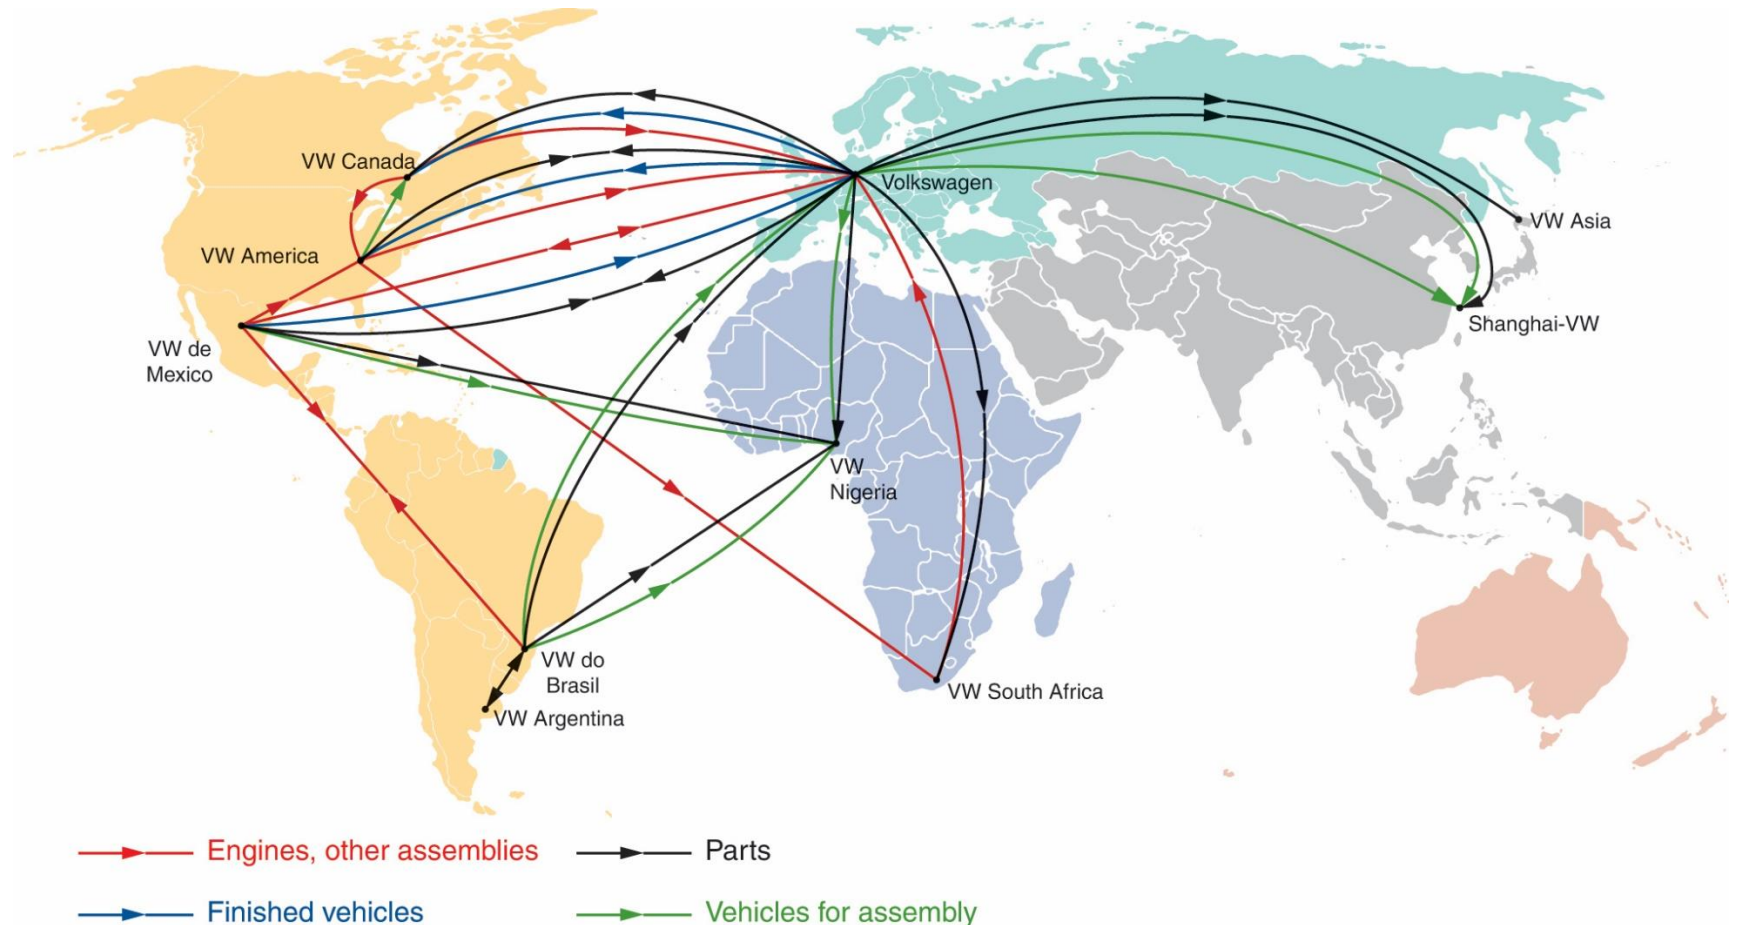 VW Canada
Volkswagen
VW Asia
VW America
Shanghai-VW
VW de
Mexico
VW
Nigeria
VW do
Brasil
VW South Africa
VW Argentina
Engines, other assemblies
Parts
Finished vehicles
Vehicles for assembly